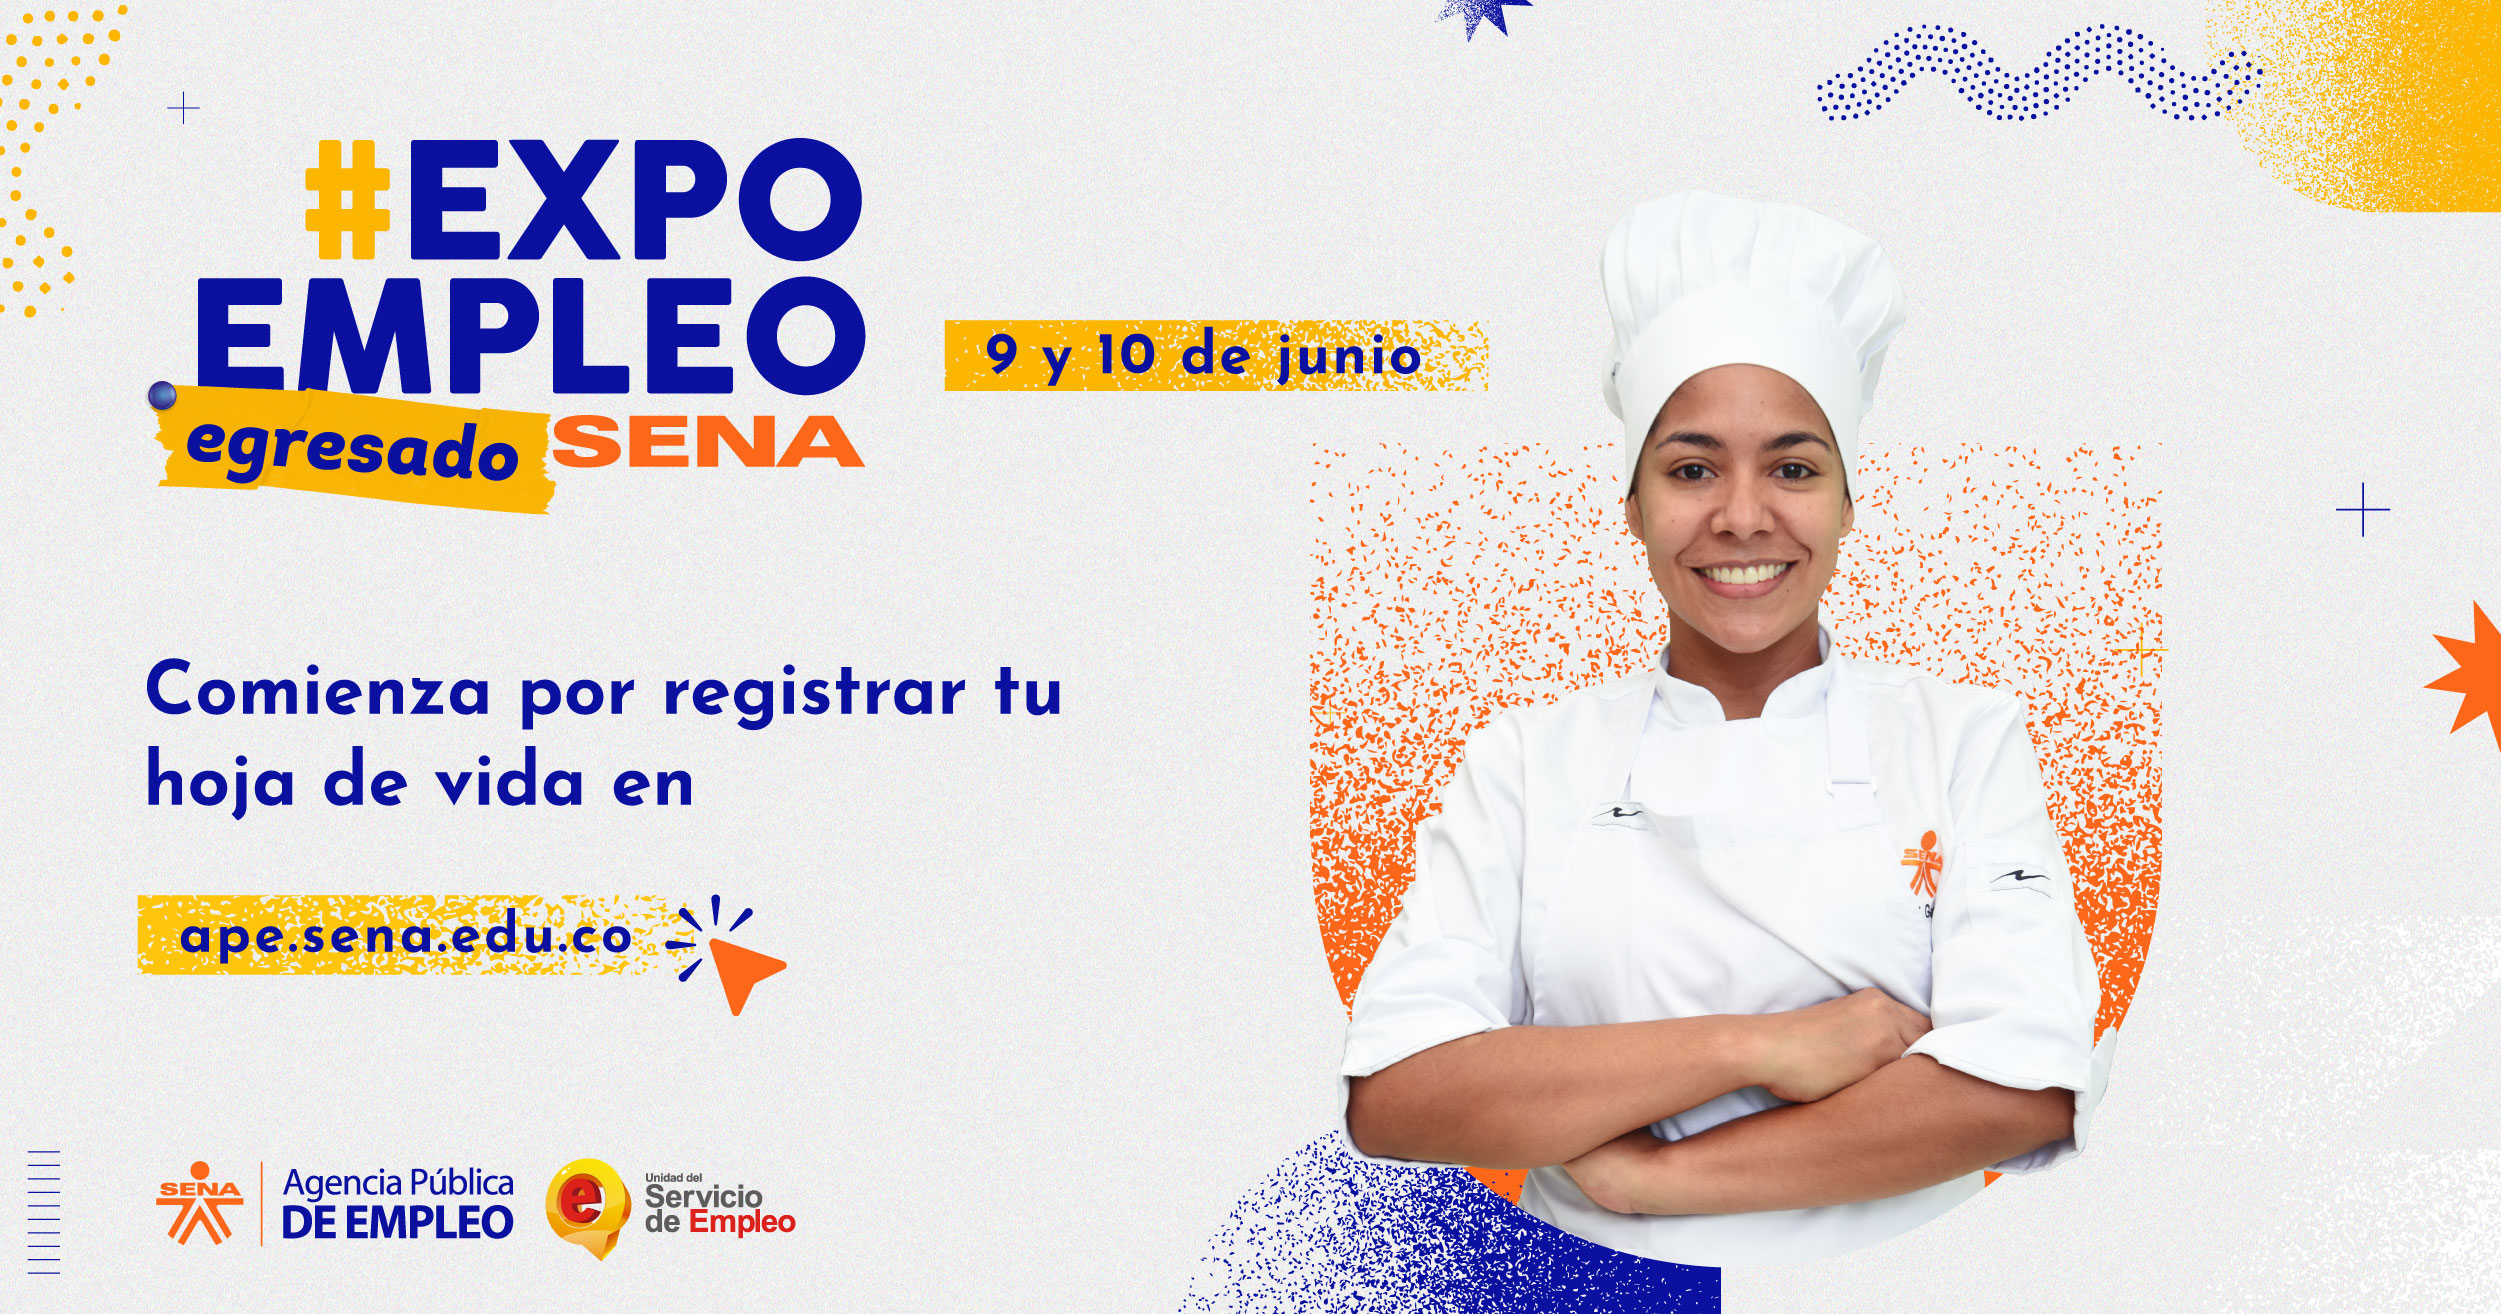 #EXPO
EMPLEO
egresado SENA
9 y 10 de junio
Comienza por registrar tu
hoja de vida en
ape.sena.edu.co
SENA
Agencia Pública
DE EMPLEO
e
Unidad del
Servicio
de Empleo
SENA